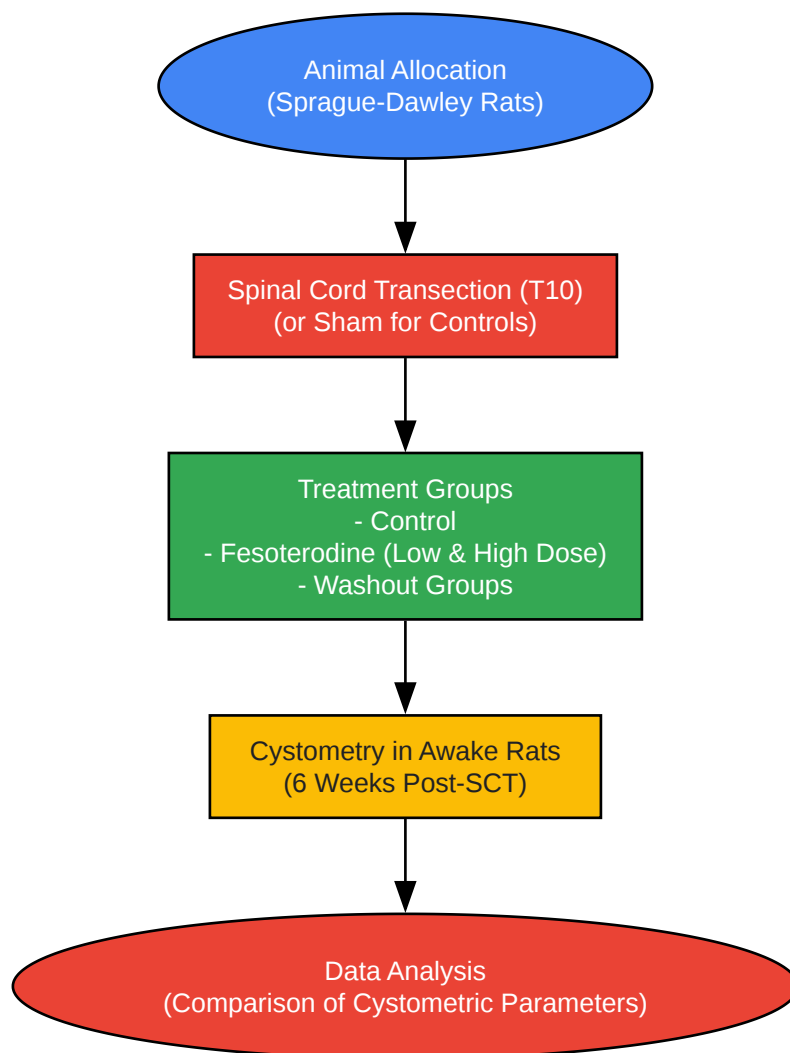 Animal Allocation
(Sprague-Dawley Rats)
Spinal Cord Transection (T10)
(or Sham for Controls)
Treatment Groups
- Control
- Fesoterodine (Low & High Dose)
- Washout Groups
Cystometry in Awake Rats
(6 Weeks Post-SCT)
Data Analysis
(Comparison of Cystometric Parameters)